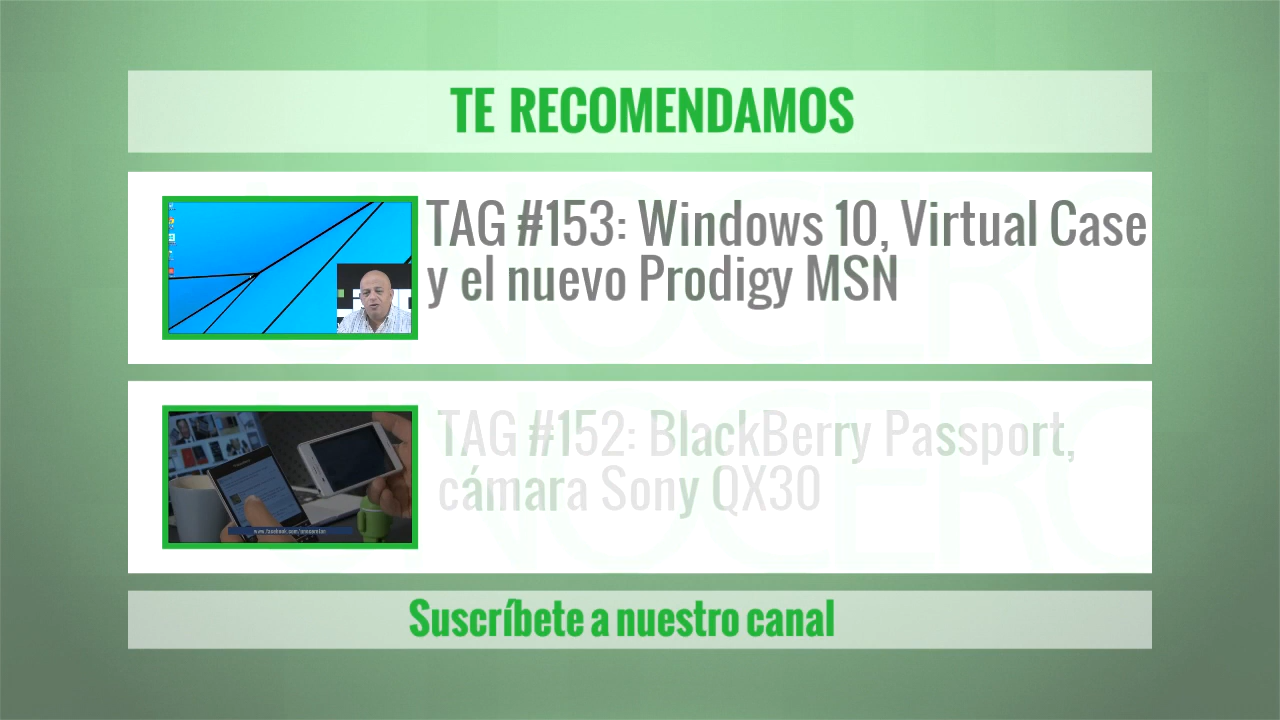 TE RECOMENDAMOS
TAG #153: Windows 10, Virtual Case
y el nuevo Prodigy MSN
TAG #152: BlackBerry Passport,
cámara Sony QX30
Suscríbete a nuestro canal